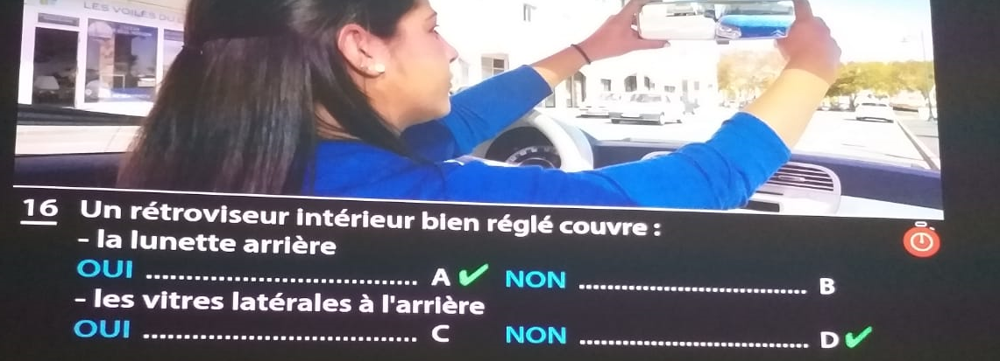 LES VOILES DU
16 Un rétroviseur intérieur bien réglé couvre :
- la lunette arrière
OUI .................................. A ✔ NON .............................. B
- les vitres latérales à l'arrière
OUI .................................. C NON .............................. D ✔